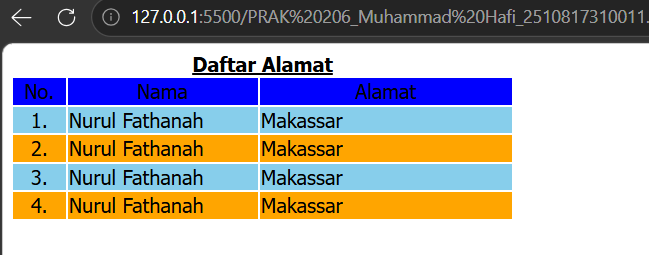 127.0.0.1:5500/PRAK%20206_Muhammad%20Hafi_2510817310011.
Daftar Alamat
No. Nama Alamat
1. Nurul Fathanah Makassar
2. Nurul Fathanah Makassar
3. Nurul Fathanah Makassar
4. Nurul Fathanah Makassar